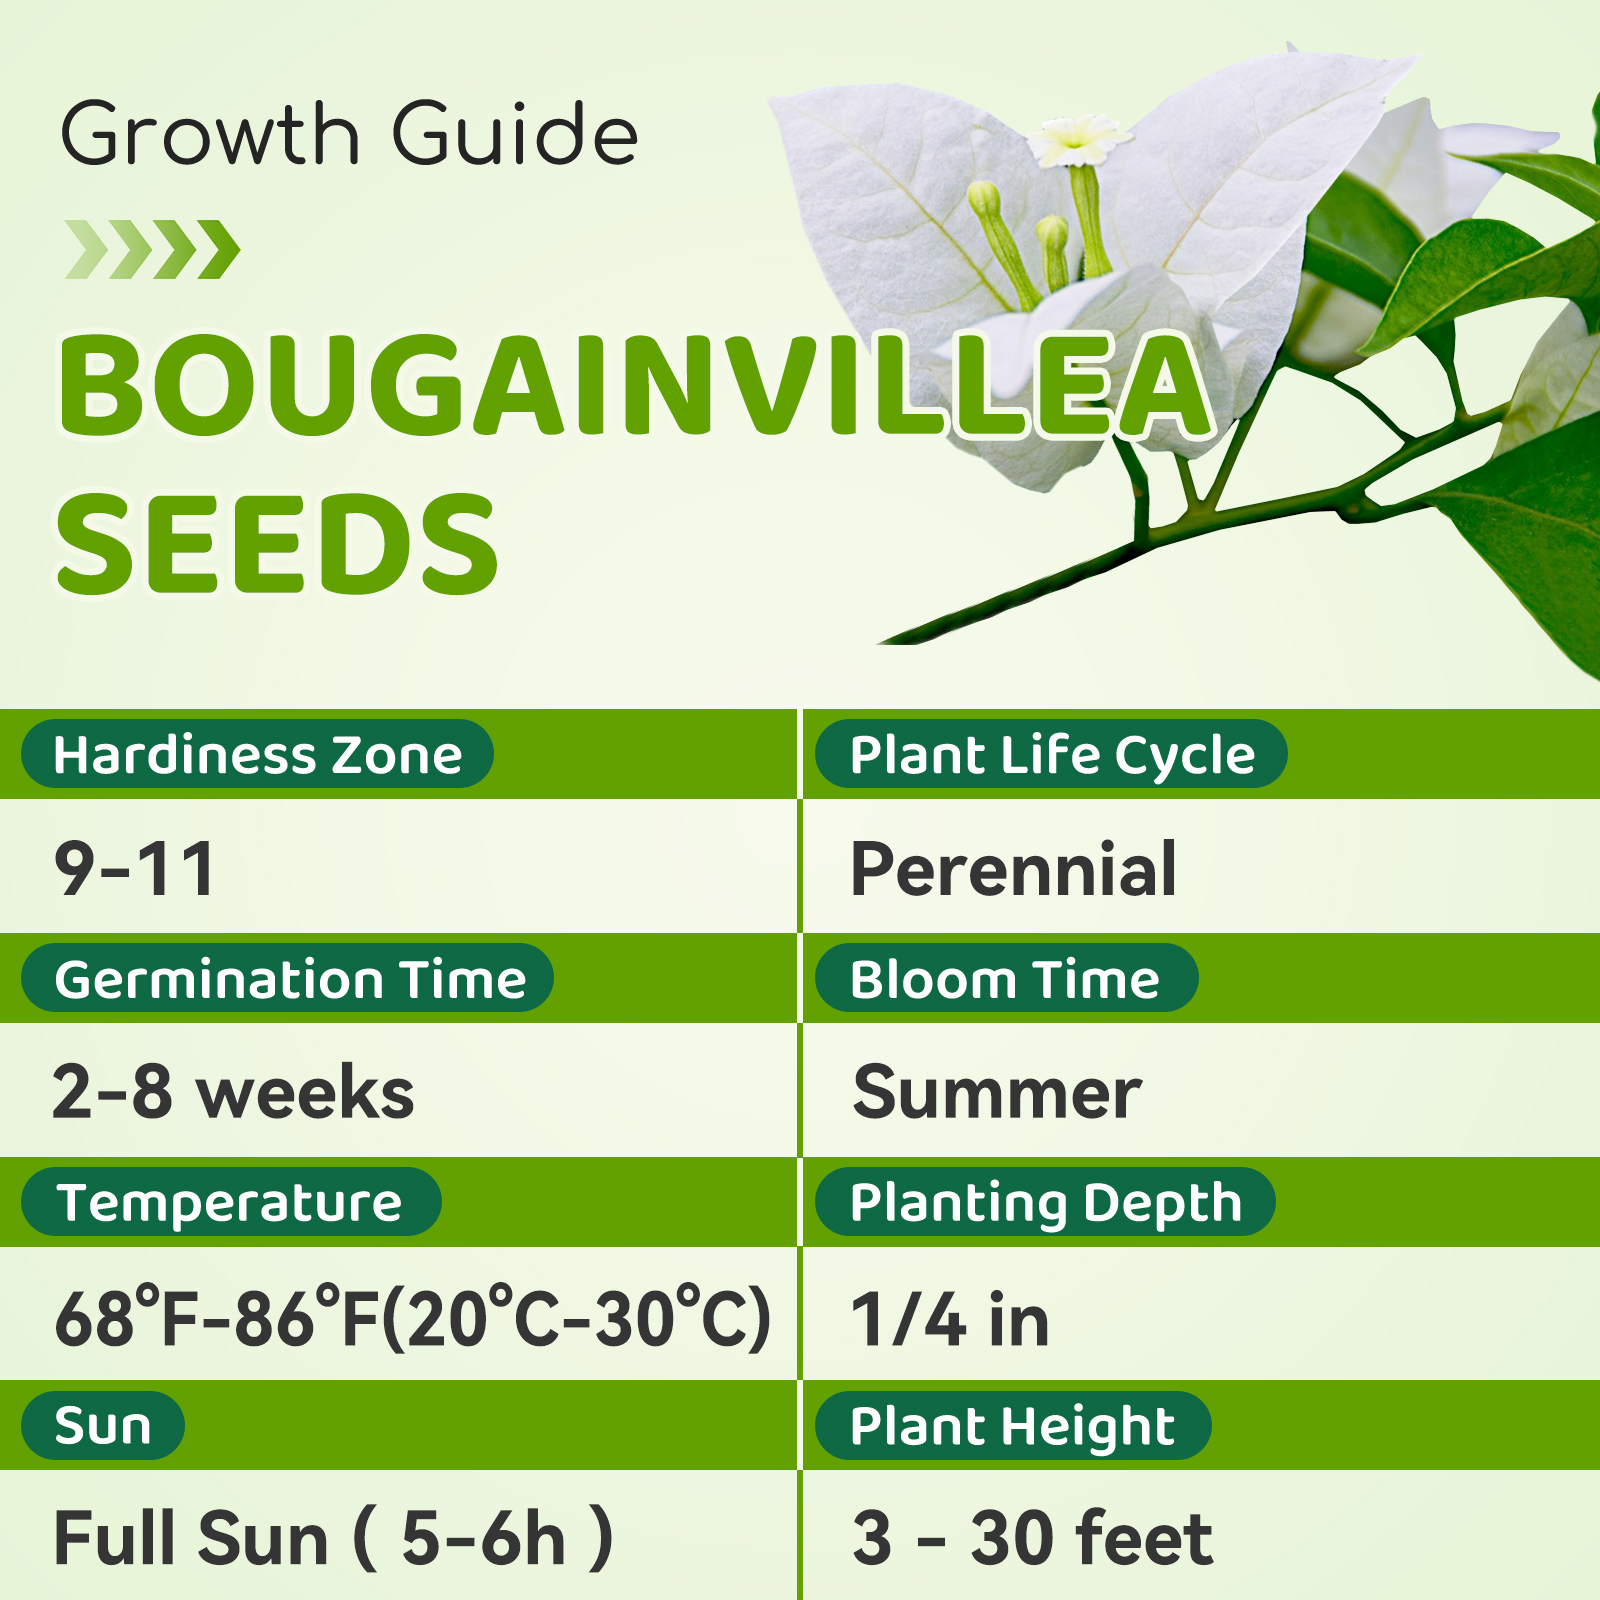 Growth Guide
BOUGAINVILLEA
SEEDS
Hardiness Zone
Plant Life Cycle
9-11
Perennial
Germination Time
Bloom Time
2-8 weeks
Summer
Temperature
Planting Depth
68°F-86°F(20°C-30°C)
1/4 in
Sun
Plant Height
Full Sun ( 5-6h )
3 - 30 feet